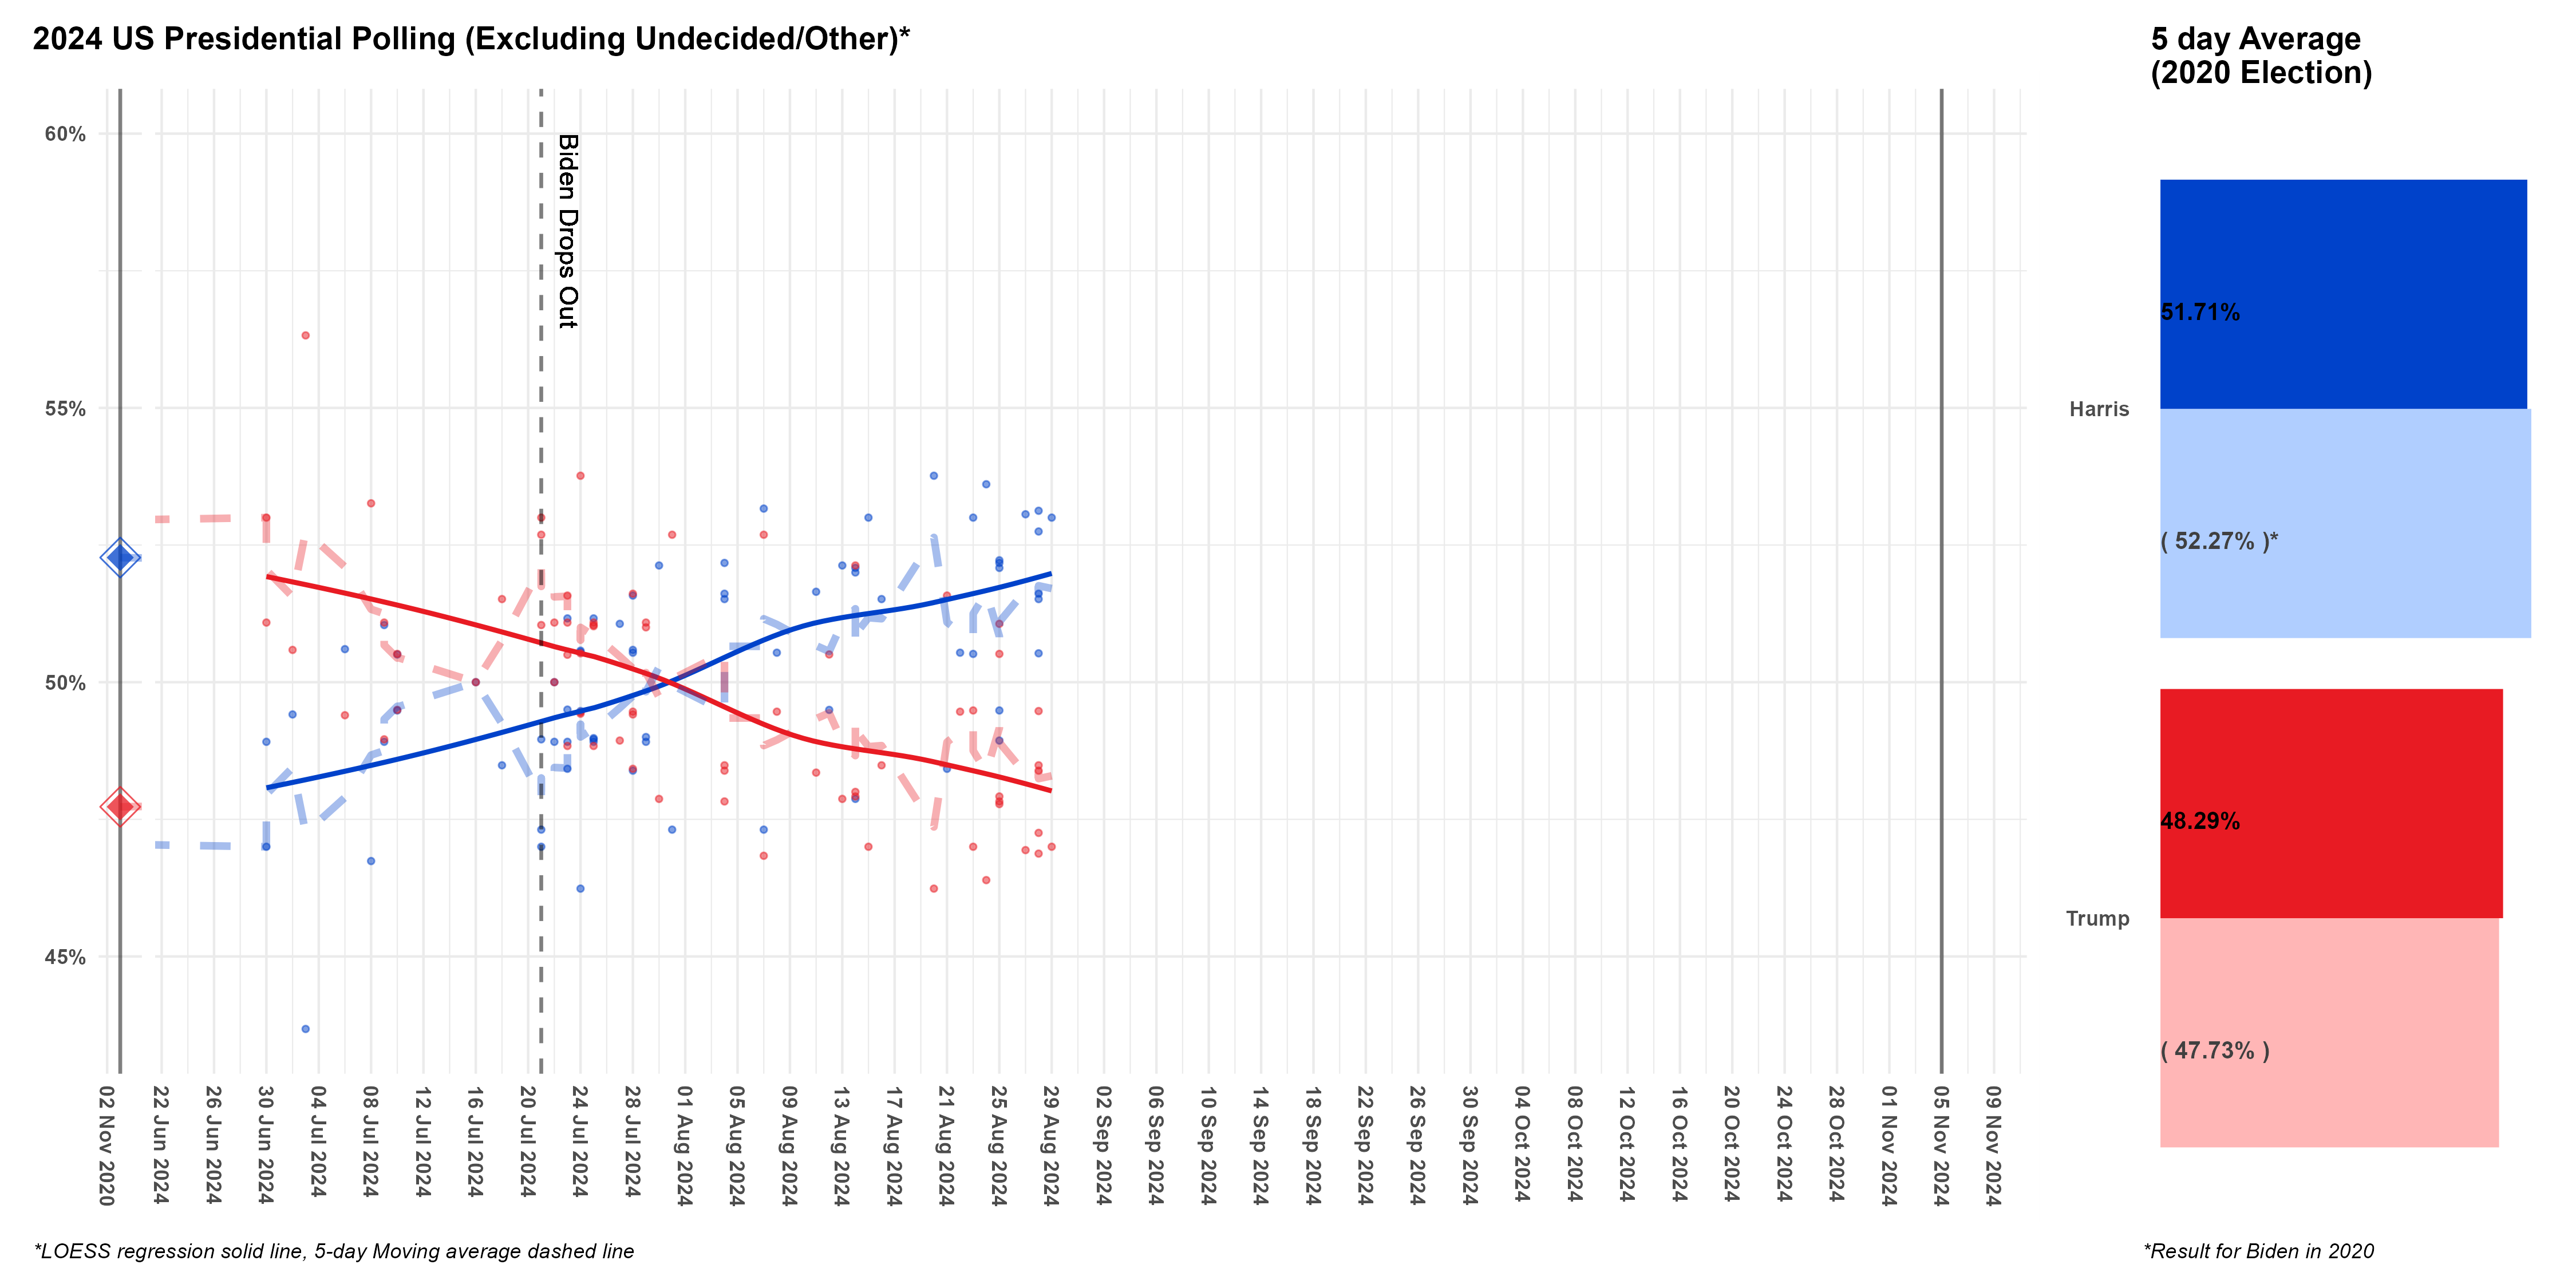 2024 US Presidential Polling (Excluding Undecided/Other)*
5 day Average
(2020 Election)
60%
55%
50%
45%
Biden Drops Out
02 Nov 2020
22 Jun 2024
26 Jun 2024
30 Jun 2024
04 Jul 2024
08 Jul 2024
12 Jul 2024
16 Jul 2024
20 Jul 2024
24 Jul 2024
28 Jul 2024
01 Aug 2024
05 Aug 2024
09 Aug 2024
13 Aug 2024
17 Aug 2024
21 Aug 2024
25 Aug 2024
29 Aug 2024
02 Sep 2024
06 Sep 2024
10 Sep 2024
14 Sep 2024
18 Sep 2024
22 Sep 2024
26 Sep 2024
30 Sep 2024
04 Oct 2024
08 Oct 2024
12 Oct 2024
16 Oct 2024
20 Oct 2024
24 Oct 2024
28 Oct 2024
01 Nov 2024
05 Nov 2024
09 Nov 2024
Harris
51.71%
( 52.27% )*
Trump
48.29%
( 47.73% )
*LOESS regression solid line, 5-day Moving average dashed line
*Result for Biden in 2020